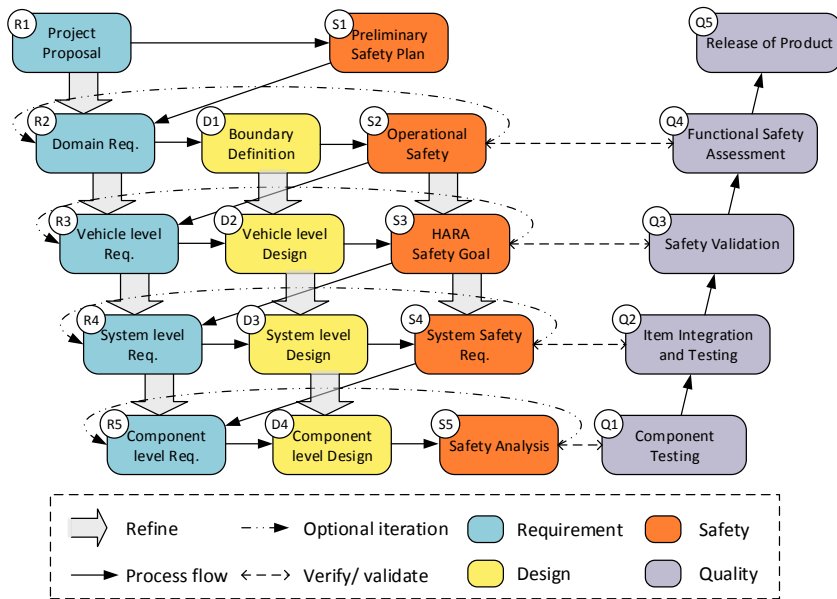 R1
Project
Proposal
S1
Preliminary
Safety Plan
Q5
Release of Product
R2
Domain Req.
D1
Boundary
Definition
S2
Operational
Safety
Q4
Functional Safety
Assessment
R3
Vehicle level
Req.
D2
Vehicle level
Design
S3
HARA
Safety Goal
Q3
Safety Validation
R4
System level
Req.
D3
System level
Design
S4
System Safety
Req.
Q2
Item Integration
and Testing
R5
Component
level Req.
D4
Component
level Design
S5
Safety Analysis
Q1
Component
Testing
Refine
Optional iteration
Requirement
Safety
Process flow
Verify/ validate
Design
Quality